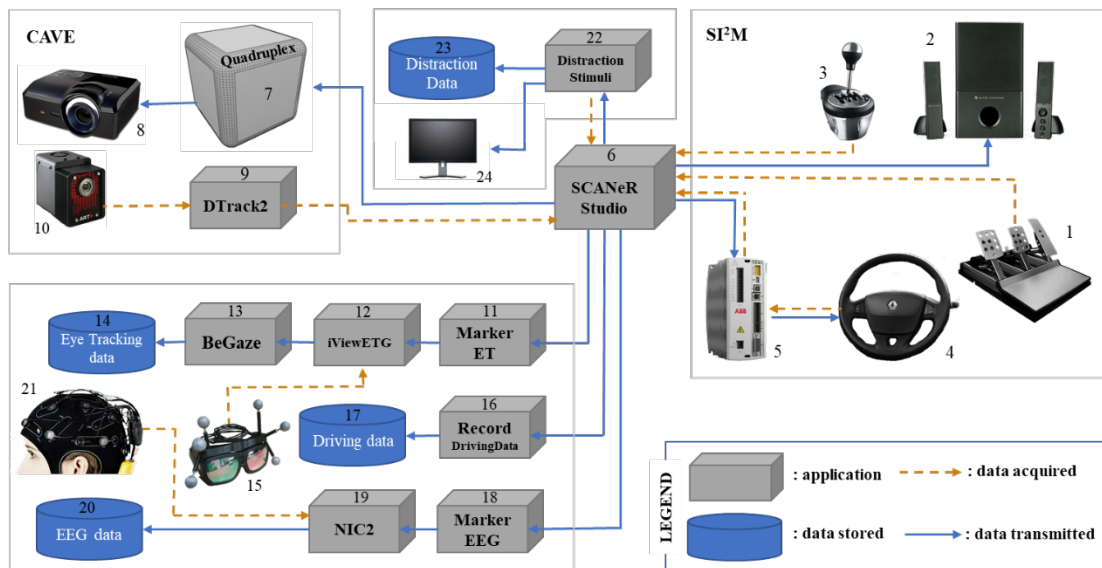 CAVE
Quadruplex
7
8
9
DTrack2
10
ART
23
Distraction
Data
22
Distraction
Stimuli
24
6
SCANeR
Studio
SI²M
2
3
1
ABB
5
4
14
Eye Tracking
data
13
BeGaze
12
iViewETG
11
Marker
ET
21
15
17
Driving data
16
Record
DrivingData
20
EEG data
19
NIC2
18
Marker
EEG
LEGEND
: application
: data acquired
: data stored
: data transmitted